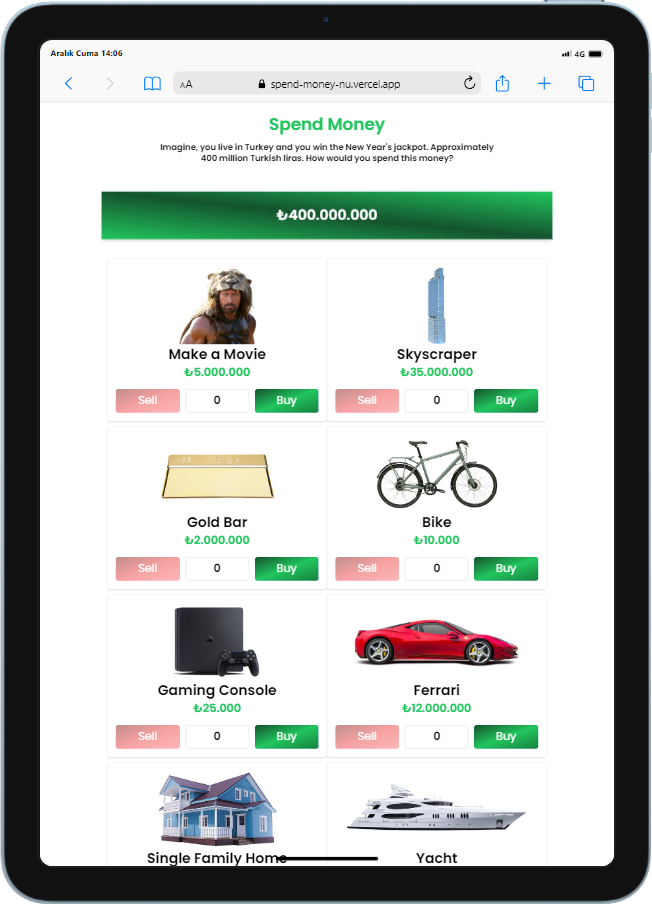 Aralık Cuma 14:06
4G
AA
spend-money-nu.vercel.app
Spend Money
Imagine, you live in Turkey and you win the New Year's jackpot. Approximately
400 million Turkish liras. How would you spend this money?
₺400.000.000
Make a Movie
₺5.000.000
Sell 0 Buy
Skyscraper
₺35.000.000
Sell 0 Buy
Gold Bar
₺2.000.000
Sell 0 Buy
Bike
₺10.000
Sell 0 Buy
Gaming Console
₺25.000
Sell 0 Buy
Ferrari
₺12.000.000
Sell 0 Buy
Single Family Home
Yacht